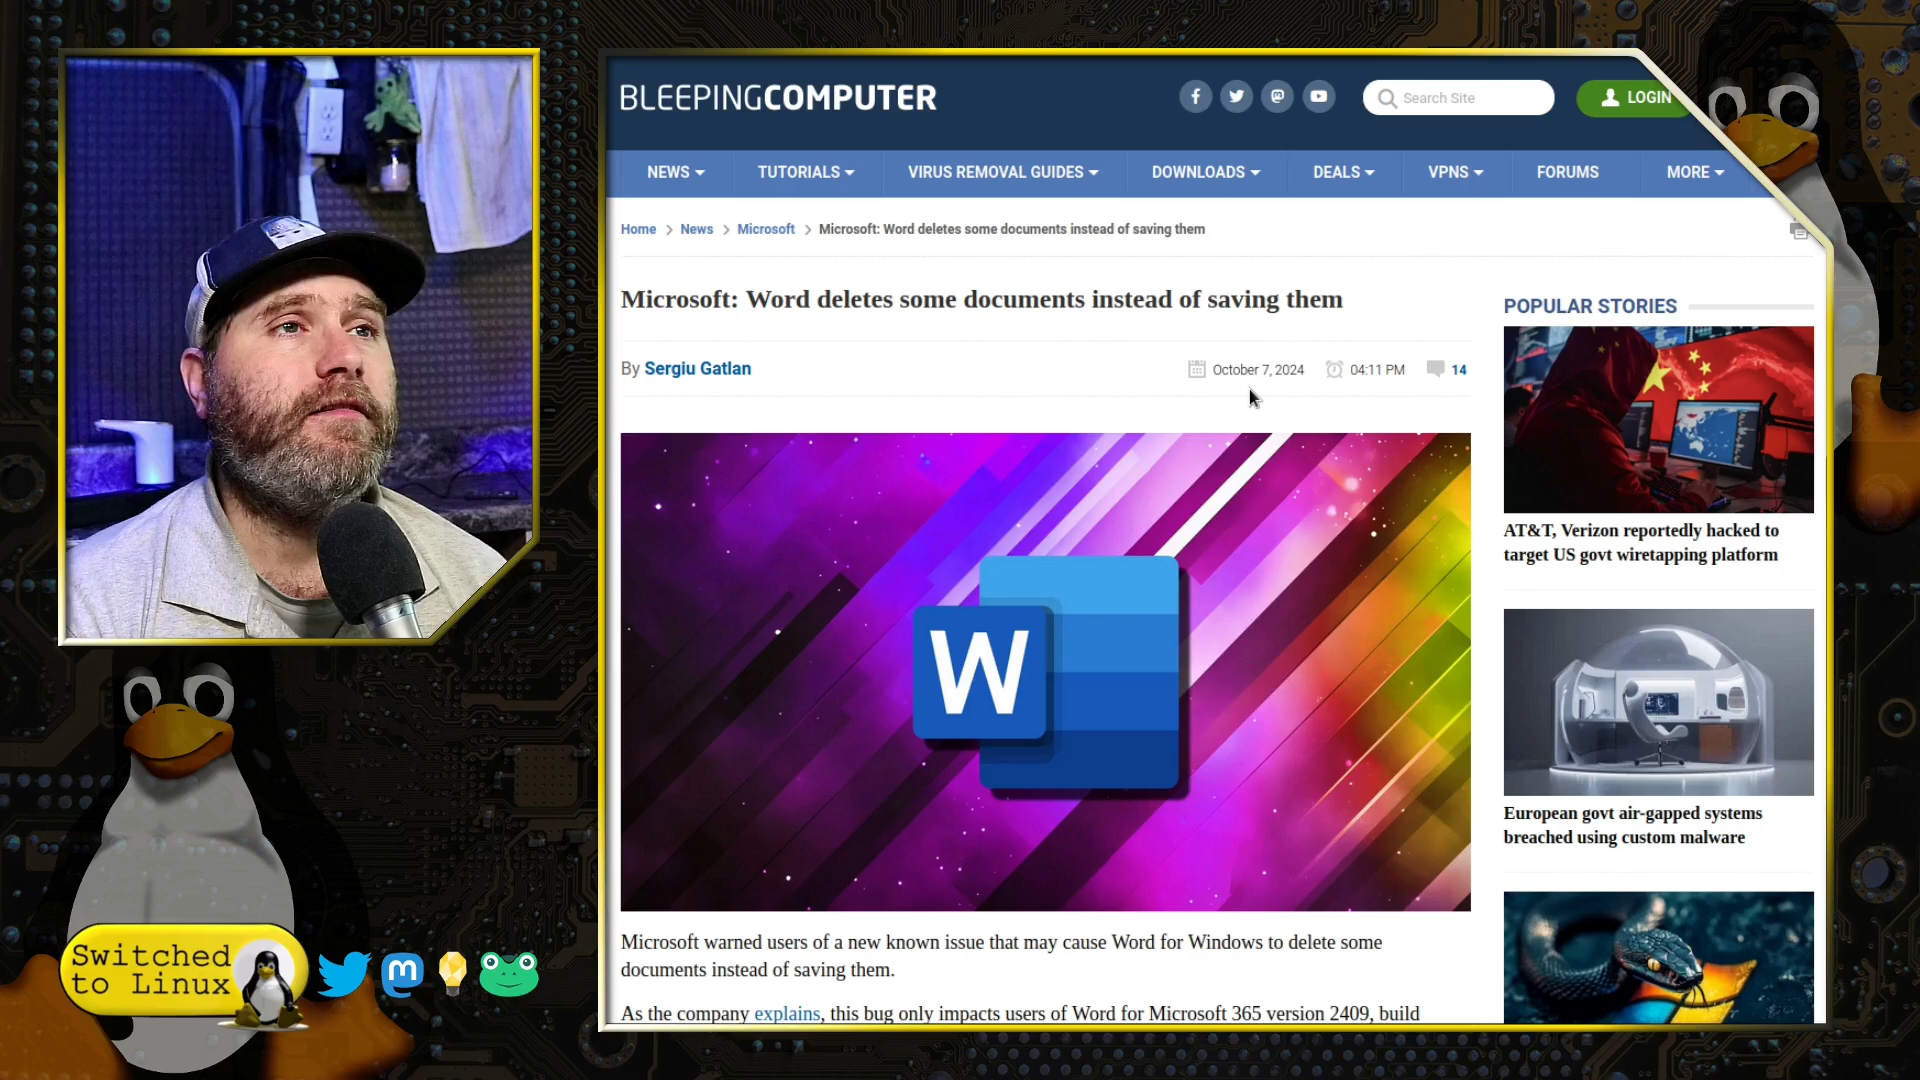 BLEEPINGCOMPUTER
Search Site
LOGIN
NEWS
TUTORIALS
VIRUS REMOVAL GUIDES
DOWNLOADS
DEALS
VPNS
FORUMS
MORE
Home
News
Microsoft
Microsoft: Word deletes some documents instead of saving them
Microsoft: Word deletes some documents instead of saving them
By Sergiu Gatlan
October 7, 2024
04:11 PM
14
W
Microsoft warned users of a new known issue that may cause Word for Windows to delete some
documents instead of saving them.
As the company explains, this bug only impacts users of Word for Microsoft 365 version 2409, build
POPULAR STORIES
AT&T, Verizon reportedly hacked to
target US govt wiretapping platform
European govt air-gapped systems
breached using custom malware
Switched
to Linux